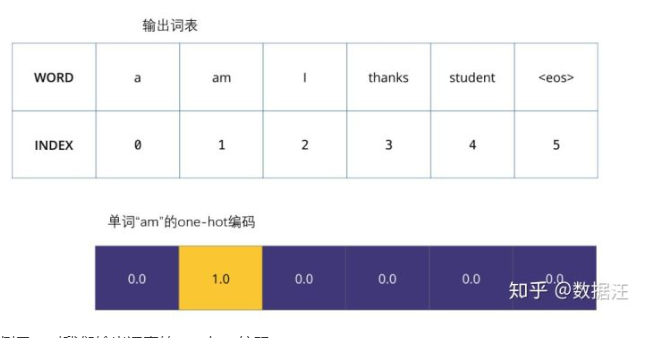 输出词表
WORD a am I thanks student <eos>
INDEX 0 1 2 3 4 5
单词“am”的one-hot编码
0.0 1.0 0.0 0.0 0.0 0.0
知乎 @数据汪